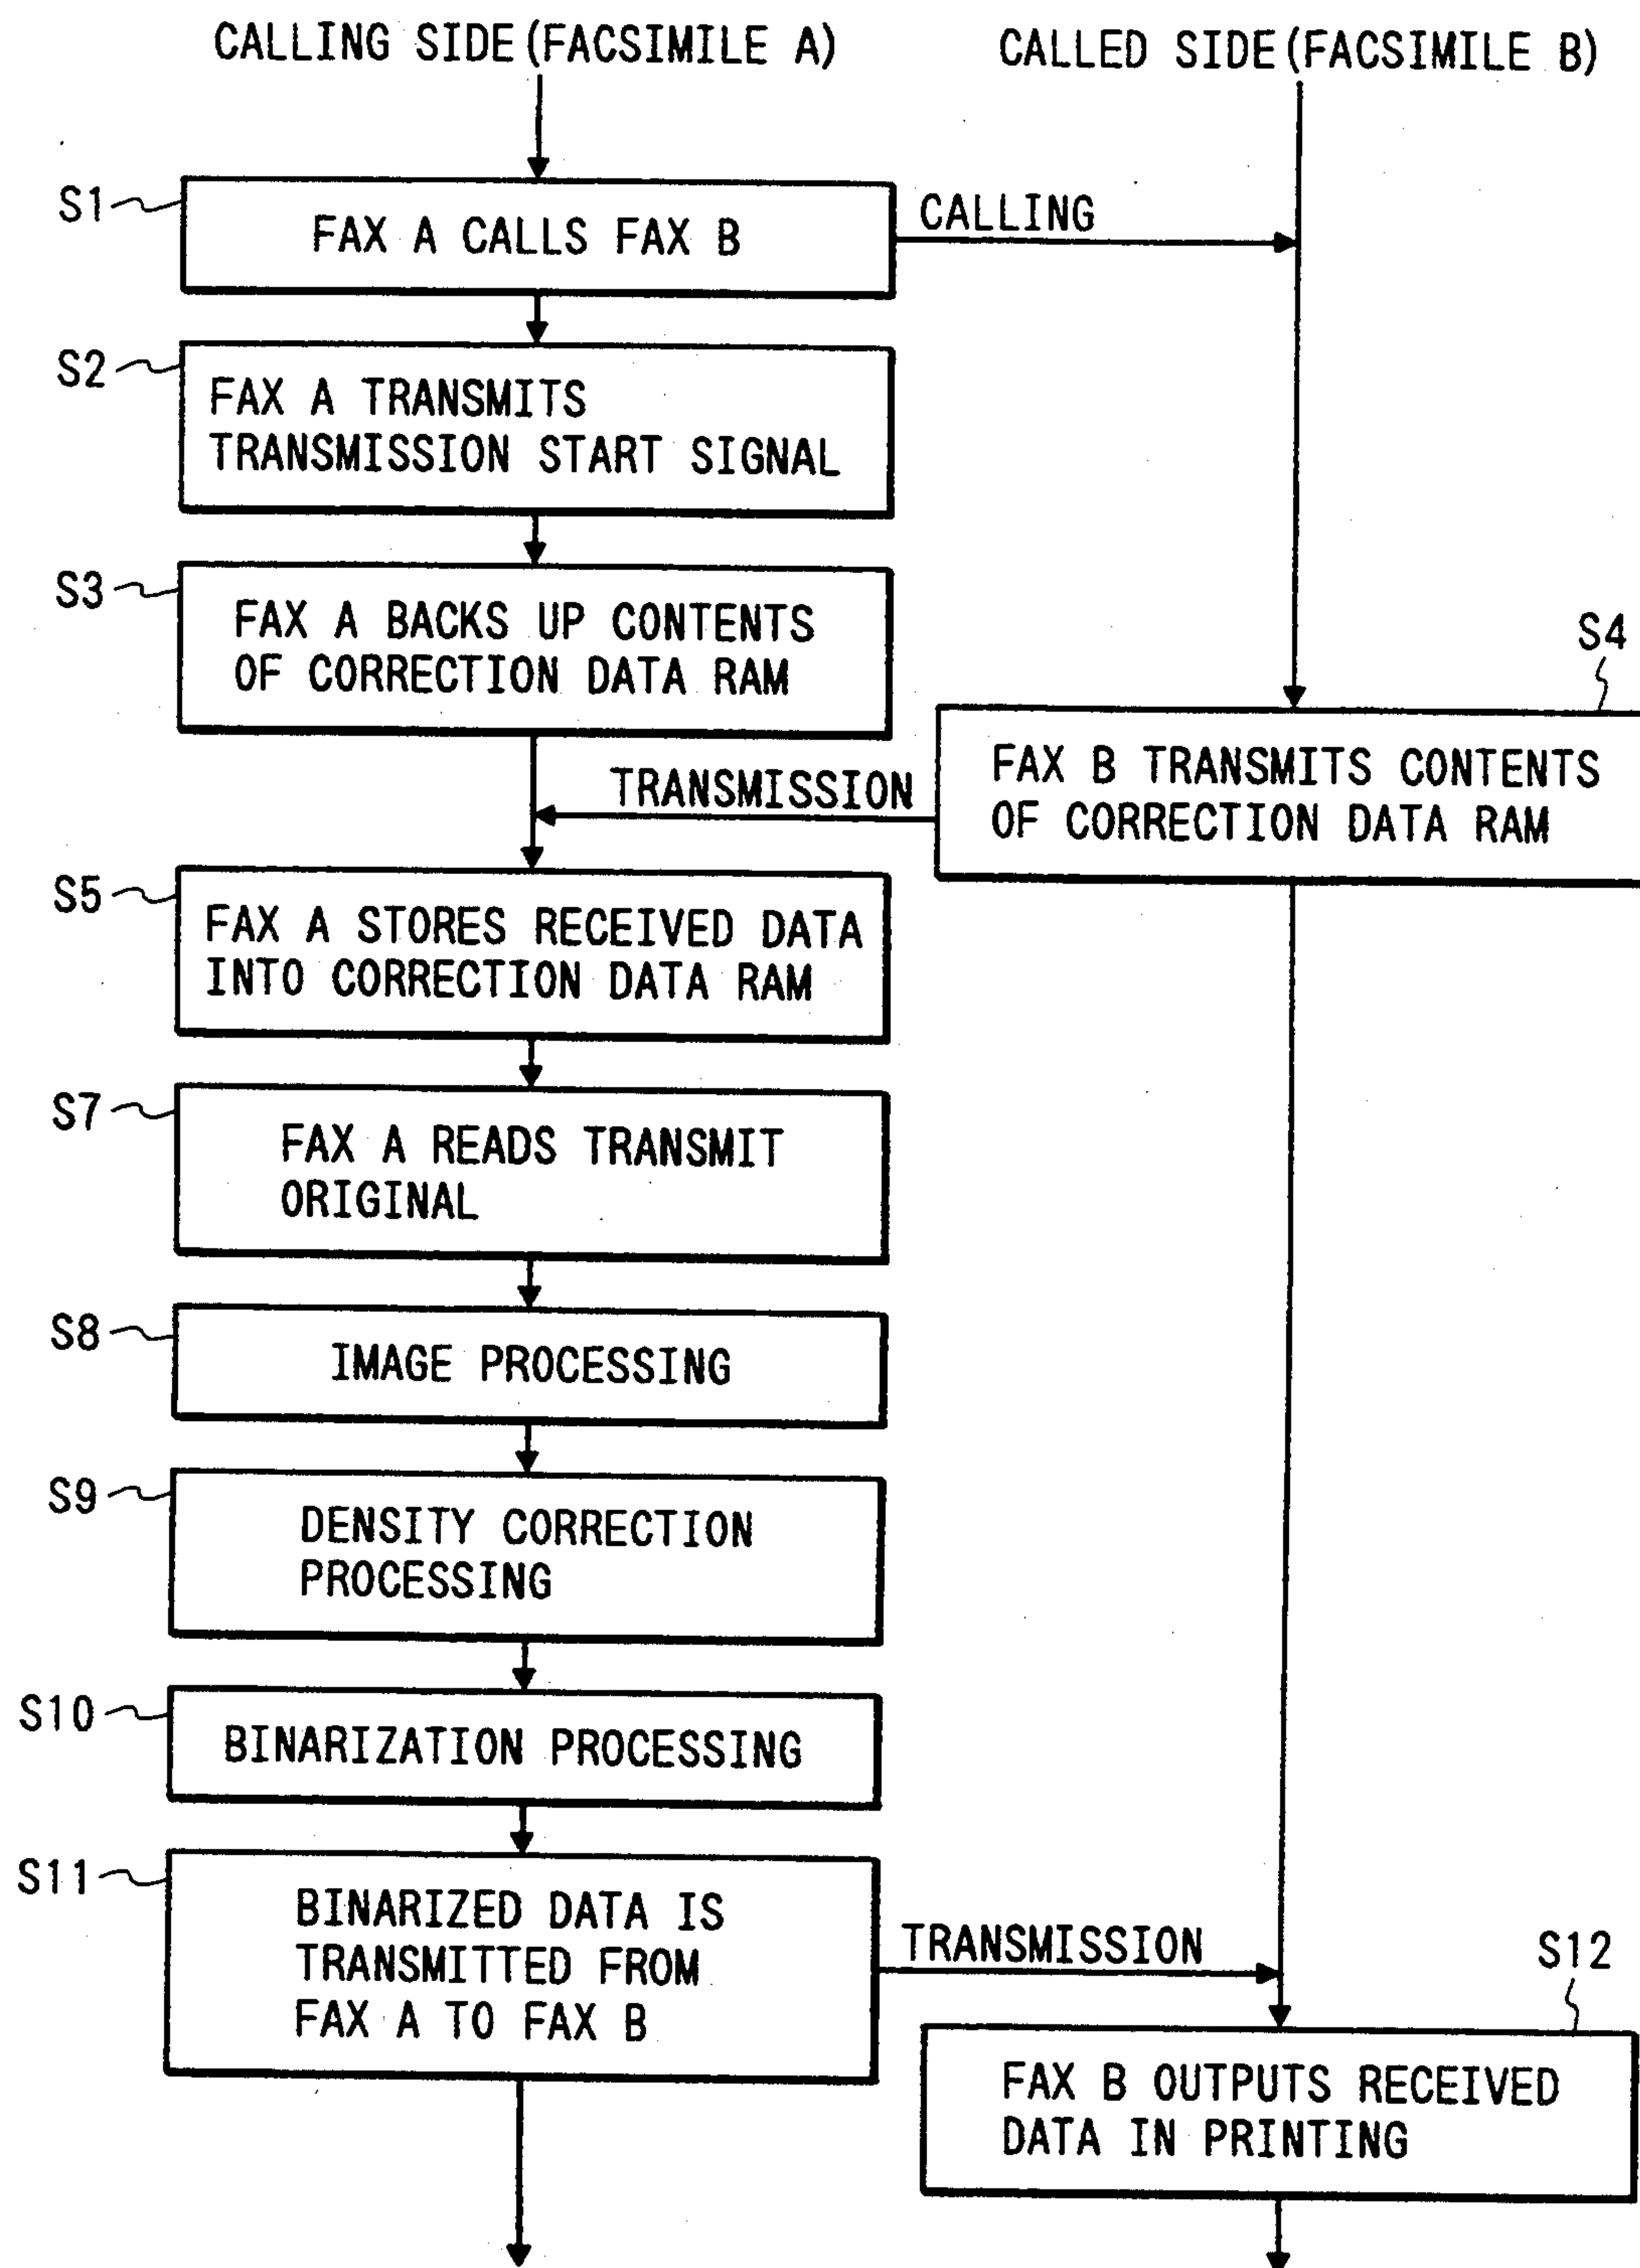 CALLING SIDE(FACSIMILE A)
CALLED SIDE(FACSIMILE B)
S1
FAX A CALLS FAX B
CALLING
S2
FAX A TRANSMITS
TRANSMISSION START SIGNAL
S3
FAX A BACKS UP CONTENTS
OF CORRECTION DATA RAM
S4
FAX B TRANSMITS CONTENTS
OF CORRECTION DATA RAM
TRANSMISSION
S5
FAX A STORES RECEIVED DATA
INTO CORRECTION DATA RAM
S7
FAX A READS TRANSMIT
ORIGINAL
S8
IMAGE PROCESSING
S9
DENSITY CORRECTION
PROCESSING
S10
BINARIZATION PROCESSING
S11
BINARIZED DATA IS
TRANSMITTED FROM
FAX A TO FAX B
TRANSMISSION
S12
FAX B OUTPUTS RECEIVED
DATA IN PRINTING